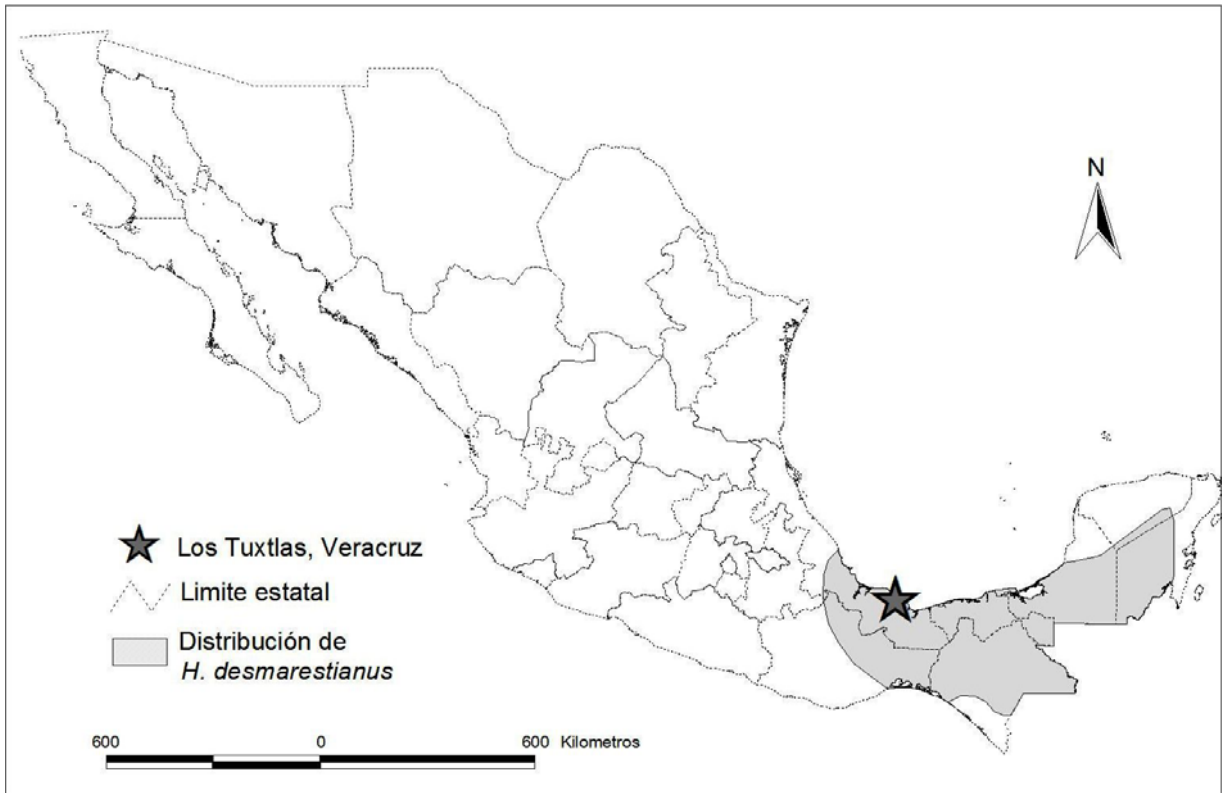 N
Los Tuxtlas, Veracruz
Limite estatal
Distribución de
H. desmarestianus
600 0 600 Kilometros